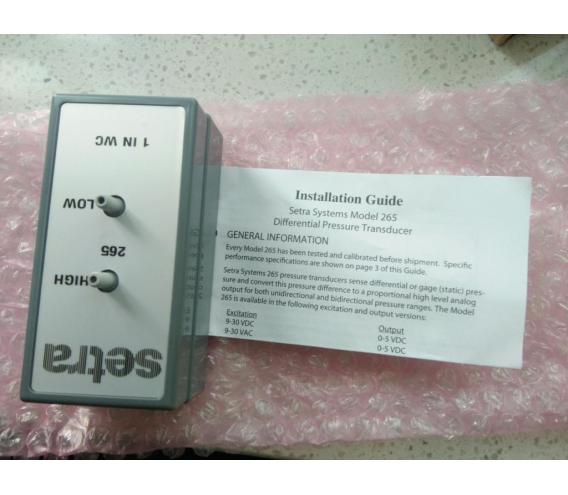 setra
HIGH
265
LOW
1 IN WC
Installation Guide
Setra Systems Model 265
Differential Pressure Transducer
GENERAL INFORMATION
Every Model 265 has been tested and calibrated before shipment. Specific
performance specifications are shown on page 3 of this Guide.
Setra Systems 265 pressure transducers sense differential or gage (static) pres-
sure and convert this pressure difference to a proportional high level analog
output for both unidirectional and bidirectional pressure ranges. The Model
265 is available in the following excitation and output versions:
Excitation Output
9-30 VDC 0-5 VDC
9-30 VAC 0-5 VDC